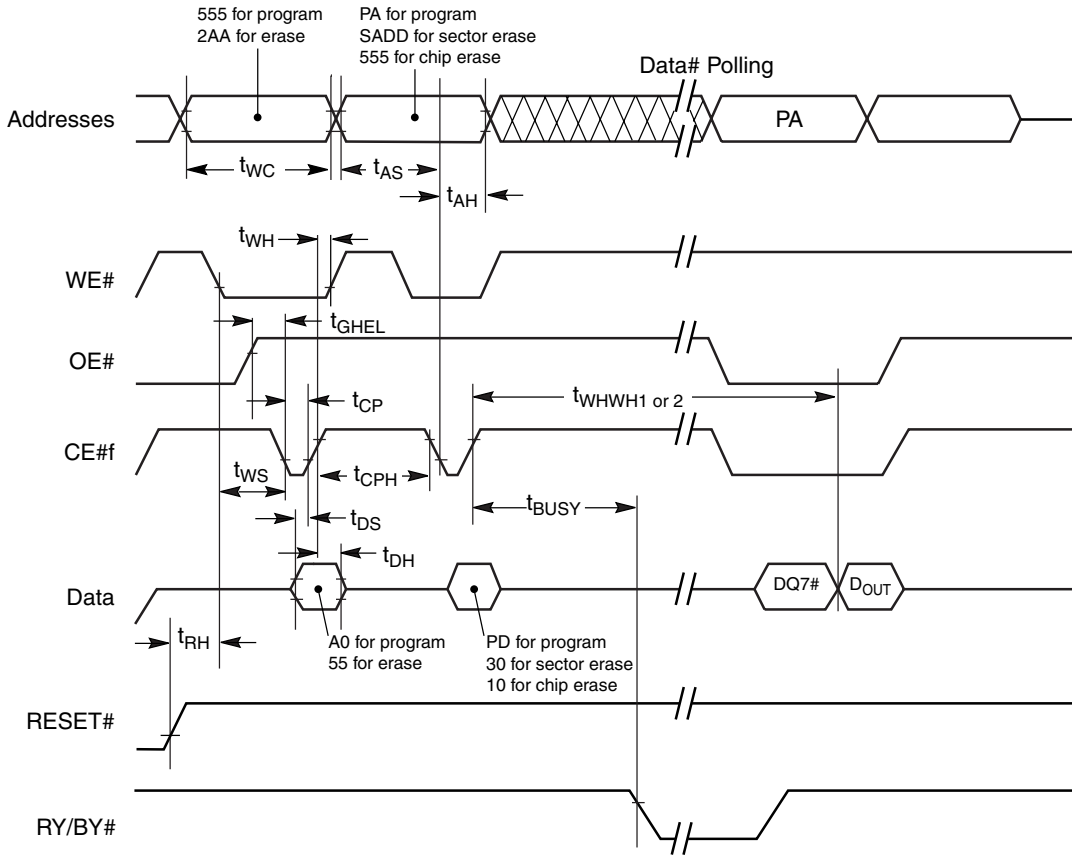 555 for program
2AA for erase
PA for program
SADD for sector erase
555 for chip erase
Data# Polling
Addresses
PA
tWC
tAS
tAH
tWH
WE#
tGHEL
OE#
tWHWH1 or 2
tCP
CE#f
tWS
tCPH
tBUSY
tDS
tDH
Data
DQ7#
DOUT
tRH
A0 for program
55 for erase
PD for program
30 for sector erase
10 for chip erase
RESET#
RY/BY#